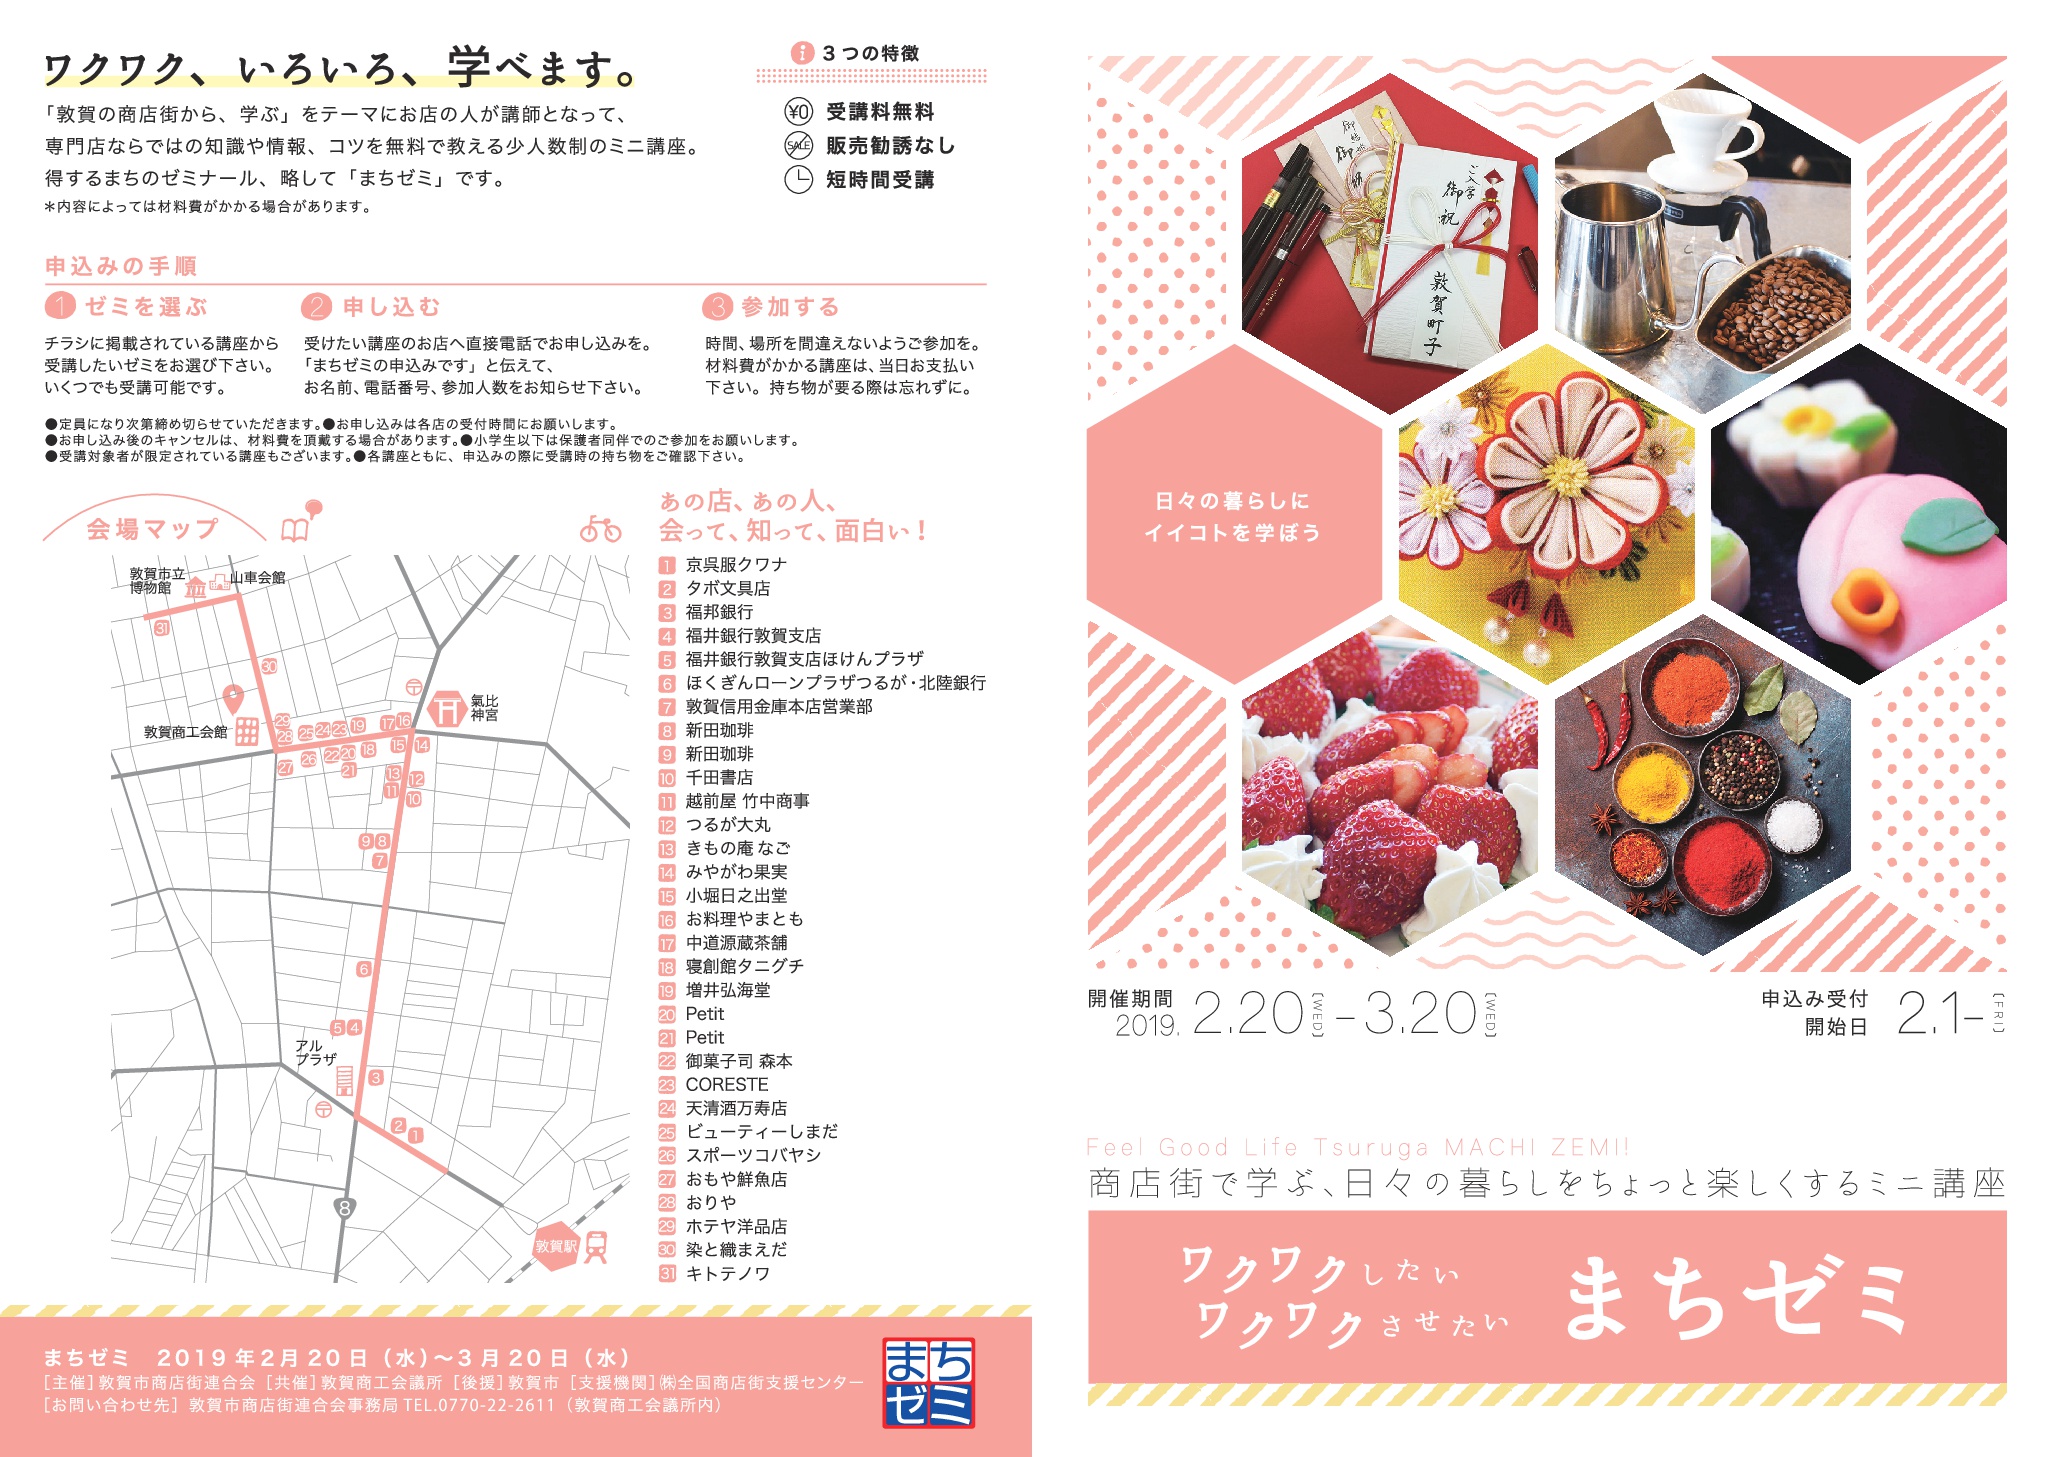 ワクワク、いろいろ、学べます。
「敦賀の商店街から、学ぶ」をテーマにお店の人が講師となって、
専門店ならではの知識や情報、コツを無料で教える少人数制のミニ講座。
得するまちのゼミナール、略して「まちゼミ」です。
＊内容によっては材料費がかかる場合があります。
i 3つの特徴
¥0 受講料無料
SALE 販売勧誘なし
短時間受講
申込みの手順
1 ゼミを選ぶ
チラシに掲載されている講座から
受講したいゼミをお選び下さい。
いくつでも受講可能です。
2 申し込む
受けたい講座のお店へ直接電話でお申し込みを。
「まちゼミの申込みです」と伝えて、
お名前、電話番号、参加人数をお知らせ下さい。
3 参加する
時間、場所を間違えないようご参加を。
材料費がかかる講座は、当日お支払い
下さい。持ち物が要る際は忘れずに。
●定員になり次第締め切らせていただきます。●お申し込みは各店の受付時間にお願いします。
●お申し込み後のキャンセルは、材料費を頂戴する場合があります。●小学生以下は保護者同伴でのご参加をお願いします。
●受講対象者が限定されている講座もございます。●各講座ともに、申込みの際に受講時の持ち物をご確認下さい。
会場マップ
敦賀市立
博物館
山車会館
31
30
敦賀商工会館
氣比
神宮
29
28
25
24
23
19
17
16
27
26
22
20
21
18
15
14
13
12
11
10
9
8
7
6
5
4
アル
プラザ
3
2
1
8
敦賀駅
あの店、あの人、
会って、知って、面白い！
1 京呉服クワナ
2 タボ文具店
3 福邦銀行
4 福井銀行敦賀支店
5 福井銀行敦賀支店ほけんプラザ
6 ほくぎんローンプラザつるが・北陸銀行
7 敦賀信用金庫本店営業部
8 新田珈琲
9 新田珈琲
10 千田書店
11 越前屋 竹中商事
12 つるが大丸
13 きもの庵 なご
14 みやがわ果実
15 小堀日之出堂
16 お料理やまとも
17 中道源蔵茶舗
18 寝創館タニグチ
19 増井弘海堂
20 Petit
21 Petit
22 御菓子司 森本
23 CORESTE
24 天清酒万寿店
25 ビューティーしまだ
26 スポーツコバヤシ
27 おもや鮮魚店
28 おりや
29 ホテヤ洋品店
30 染と織まえだ
31 キトテノワ
まちゼミ　2019年2月20日（水）〜3月20日（水）
［主催］敦賀市商店街連合会［共催］敦賀商工会議所［後援］敦賀市［支援機関］㈱全国商店街支援センター
［お問い合わせ先］敦賀市商店街連合会事務局 TEL.0770-22-2611（敦賀商工会議所内）
まち
ゼミ
ご入学
御祝
敦賀町子
日々の暮らしに
イイコトを学ぼう
開催期間
2019. 2.20［WED］–3.20［WED］
申込み受付
開始日 2.1–［FRI］
Feel Good Life Tsuruga MACHI ZEMI!
商店街で学ぶ、日々の暮らしをちょっと楽しくするミニ講座
ワクワクしたい
ワクワクさせたい
まちゼミ